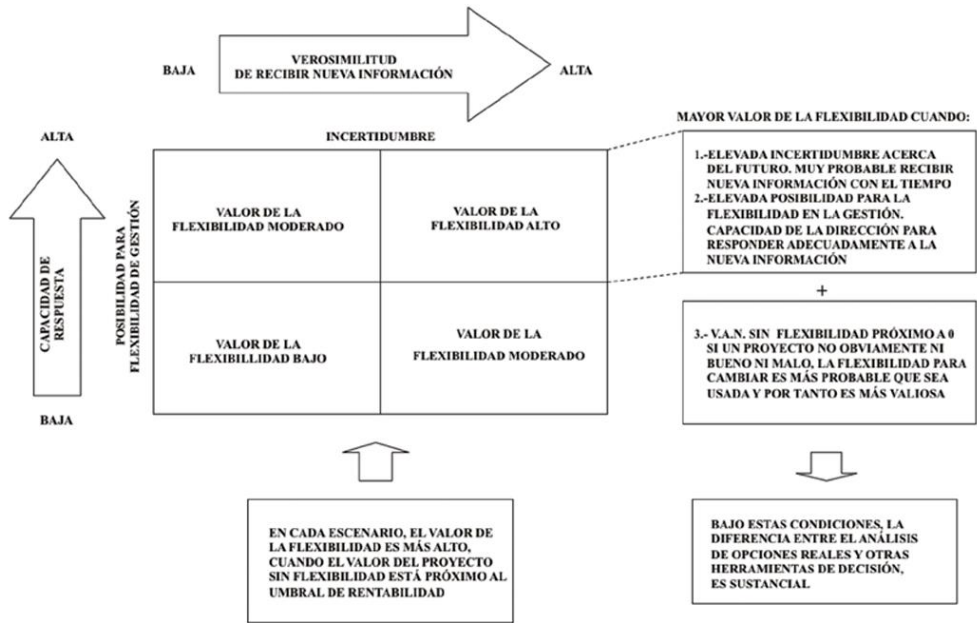 VEROSIMILITUD
DE RECIBIR NUEVA INFORMACIÓN
BAJA
ALTA
INCERTIDUMBRE
ALTA
CAPACIDAD DE
RESPUESTA
BAJA
POSIBILIDAD PARA
FLEXIBILIDAD DE GESTIÓN
VALOR DE LA
FLEXIBILIDAD MODERADO
VALOR DE LA
FLEXIBILIDAD ALTO
VALOR DE LA
FLEXIBILLIDAD BAJO
VALOR DE LA
FLEXIBILIDAD MODERADO
MAYOR VALOR DE LA FLEXIBILIDAD CUANDO:
1.-ELEVADA INCERTIDUMBRE ACERCA
DEL FUTURO. MUY PROBABLE RECIBIR
NUEVA INFORMACIÓN CON EL TIEMPO
2.-ELEVADA POSIBILIDAD PARA LA
FLEXIBILIDAD EN LA GESTIÓN.
CAPACIDAD DE LA DIRECCIÓN PARA
RESPONDER ADECUADAMENTE A LA
NUEVA INFORMACIÓN
+
3.- V.A.N. SIN FLEXIBILIDAD PRÓXIMO A 0
SI UN PROYECTO NO OBVIAMENTE NI
BUENO NI MALO, LA FLEXIBILIDAD PARA
CAMBIAR ES MÁS PROBABLE QUE SEA
USADA Y POR TANTO ES MÁS VALIOSA
EN CADA ESCENARIO, EL VALOR DE
LA FLEXIBILIDAD ES MÁS ALTO,
CUANDO EL VALOR DEL PROYECTO
SIN FLEXIBILIDAD ESTÁ PRÓXIMO AL
UMBRAL DE RENTABILIDAD
BAJO ESTAS CONDICIONES, LA
DIFERENCIA ENTRE EL ANÁLISIS
DE OPCIONES REALES Y OTRAS
HERRAMIENTAS DE DECISIÓN,
ES SUSTANCIAL